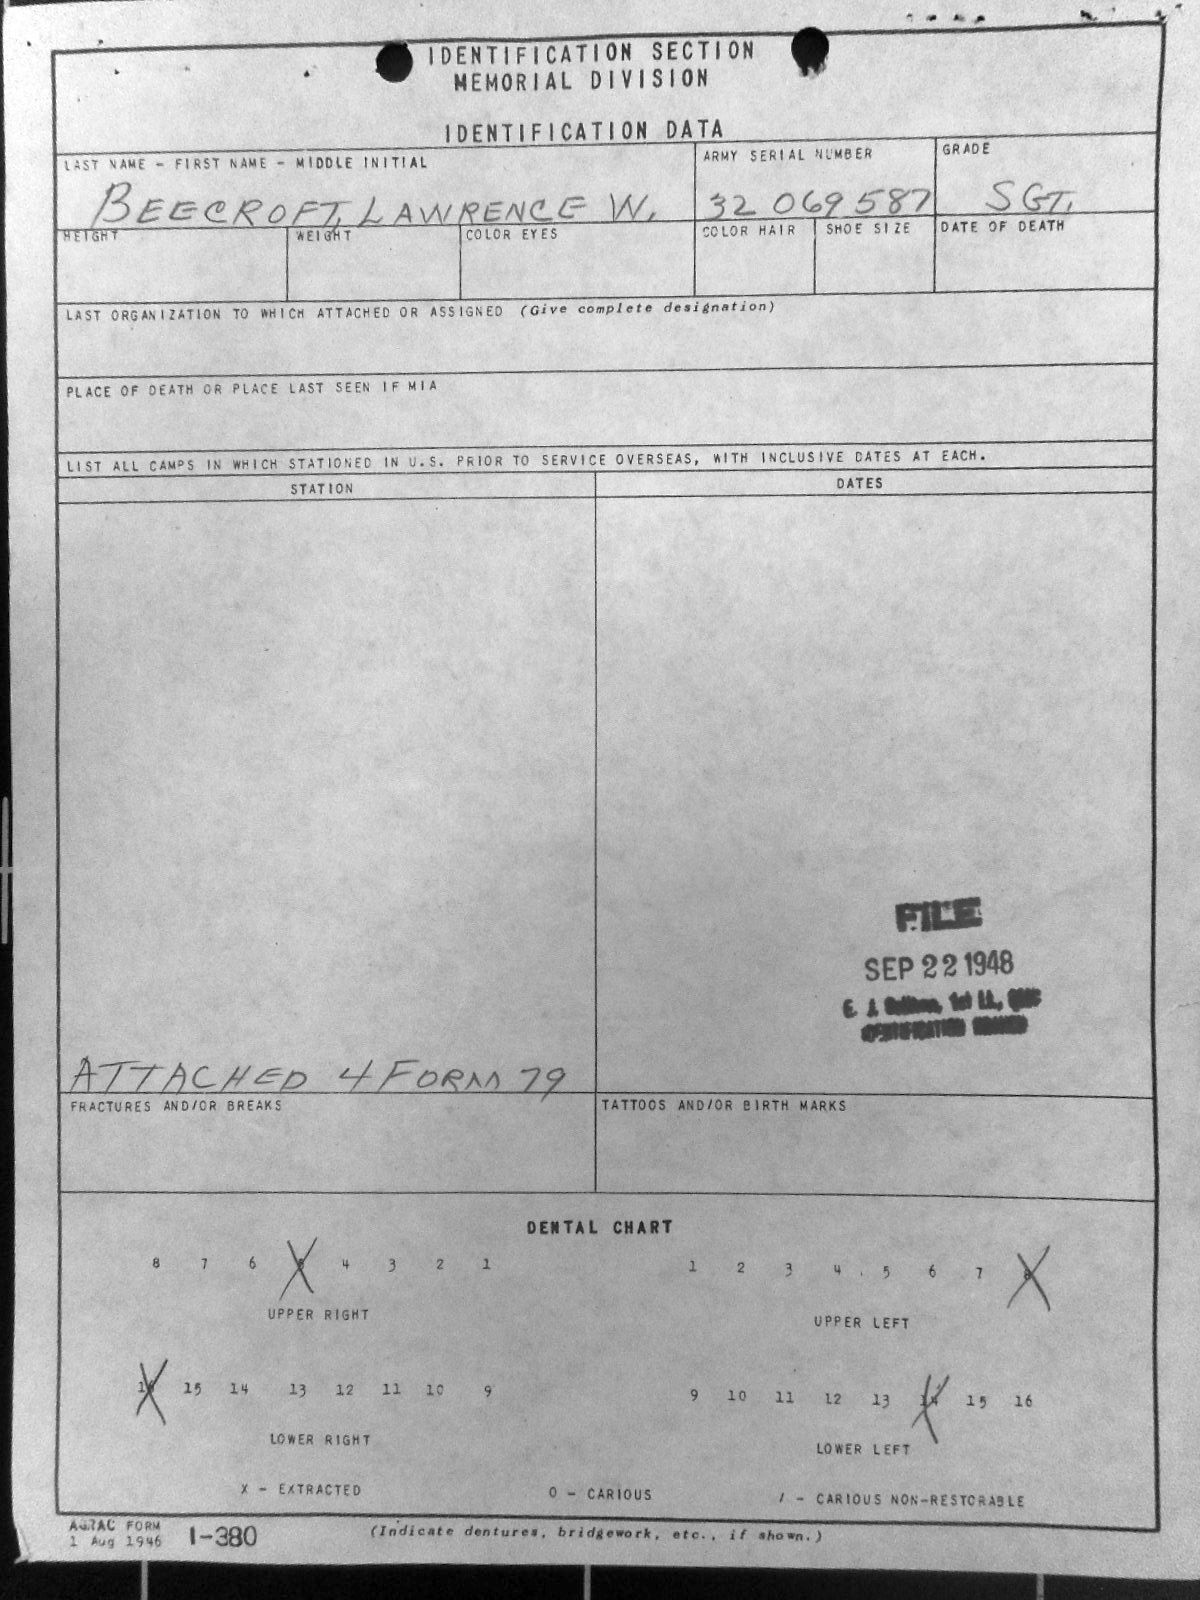 IDENTIFICATION SECTION
MEMORIAL DIVISION
IDENTIFICATION DATA
LAST NAME - FIRST NAME - MIDDLE INITIAL ARMY SERIAL NUMBER GRADE
BEECROFT, LAWRENCE W. 32 069 587 SGT.
HEIGHT WEIGHT COLOR EYES COLOR HAIR SHOE SIZE DATE OF DEATH
LAST ORGANIZATION TO WHICH ATTACHED OR ASSIGNED (Give complete designation)
PLACE OF DEATH OR PLACE LAST SEEN IF MIA
LIST ALL CAMPS IN WHICH STATIONED IN U.S. PRIOR TO SERVICE OVERSEAS, WITH INCLUSIVE DATES AT EACH.
STATION DATES
FILE
SEP 22 1948
E. J. 1st Lt., QMC
IDENTIFICATION BRANCH
ATTACHED 4 FORM 79
FRACTURES AND/OR BREAKS TATTOOS AND/OR BIRTH MARKS
DENTAL CHART
8 7 6 5 4 3 2 1 1 2 3 4 5 6 7 8
UPPER RIGHT UPPER LEFT
16 15 14 13 12 11 10 9 9 10 11 12 13 14 15 16
LOWER RIGHT LOWER LEFT
X - EXTRACTED O - CARIOUS / - CARIOUS NON-RESTORABLE
AGRAC FORM
1 Aug 1946 1-380 (Indicate dentures, bridgework, etc., if shown.)